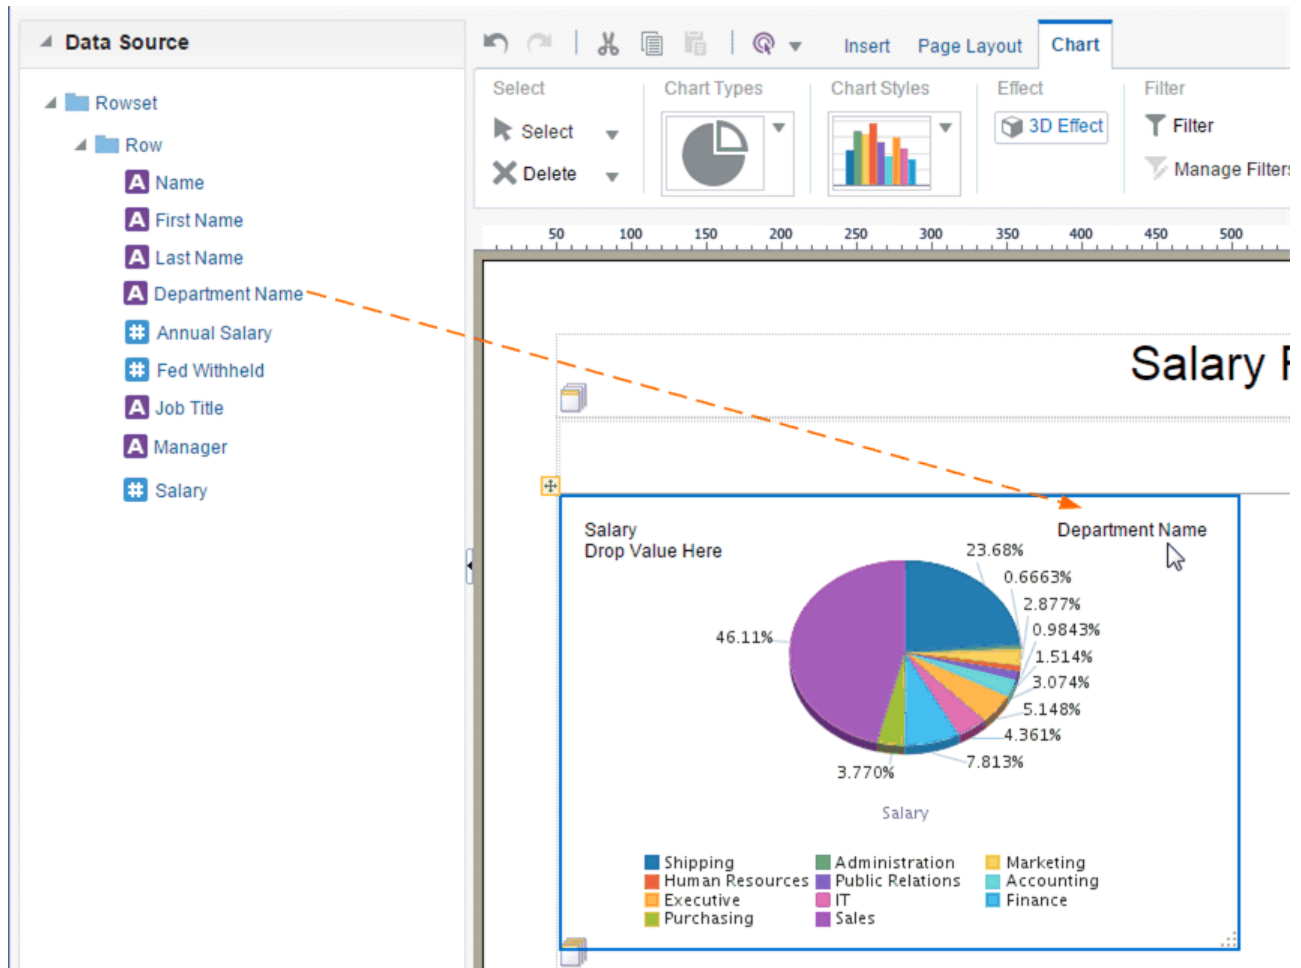 Data Source
Rowset
Row
Name
First Name
Last Name
Department Name
Annual Salary
Fed Withheld
Job Title
Manager
Salary
Insert Page Layout Chart
Select Chart Types Chart Styles Effect Filter
Select 3D Effect Filter
Delete Manage Filters
50 100 150 200 250 300 350 400 450 500
Salary
Salary
Drop Value Here
Department Name
23.68%
0.6663%
2.877%
0.9843%
1.514%
3.074%
5.148%
4.361%
7.813%
3.770%
46.11%
Salary
Shipping Administration Marketing
Human Resources Public Relations Accounting
Executive IT Finance
Purchasing Sales